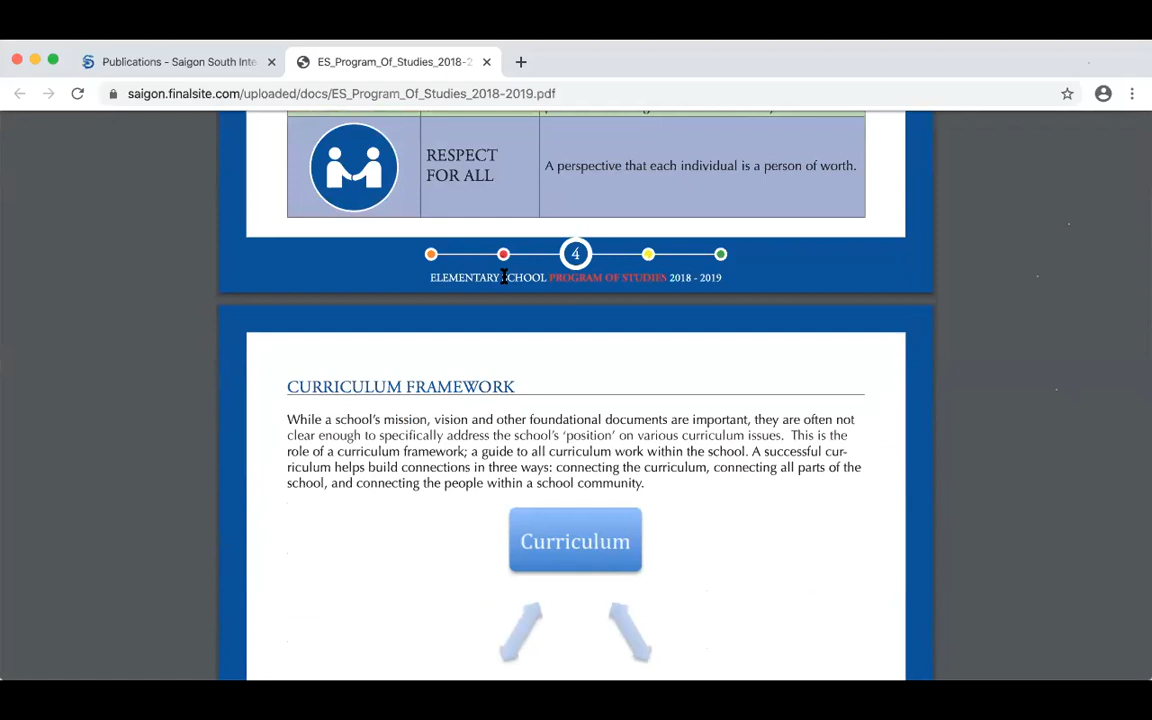 Publications - Saigon South Inte
ES_Program_Of_Studies_2018-2
saigon.finalsite.com/uploaded/docs/ES_Program_Of_Studies_2018-2019.pdf
RESPECT
FOR ALL
A perspective that each individual is a person of worth.
4
ELEMENTARY SCHOOL PROGRAM OF STUDIES 2018 - 2019
CURRICULUM FRAMEWORK
While a school's mission, vision and other foundational documents are important, they are often not
clear enough to specifically address the school's 'position' on various curriculum issues.  This is the
role of a curriculum framework; a guide to all curriculum work within the school. A successful cur-
riculum helps build connections in three ways: connecting the curriculum, connecting all parts of the
school, and connecting the people within a school community.
Curriculum